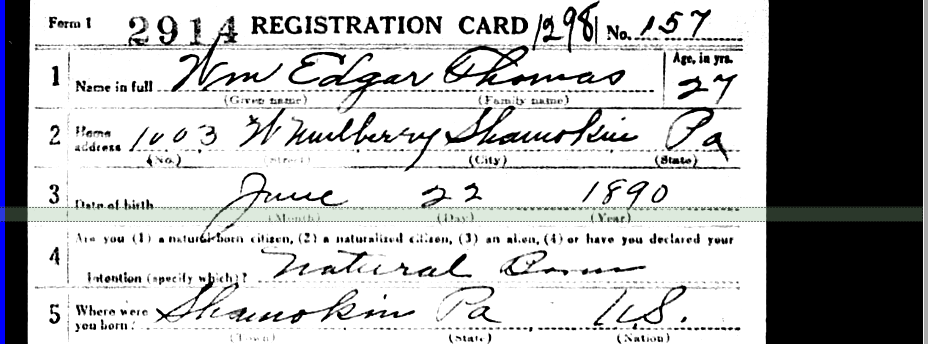 Form 1 2914 REGISTRATION CARD 1298 No. 157
1 Name in full Wm Edgar Thomas Age, in yrs. 27
(Given name) (Family name)
2 Home address 1003 W Mulberry Shamokin Pa
(No.) (Street) (City) (State)
3 Date of birth June 22 1890
(Month) (Day) (Year)
4 Are you (1) a natural-born citizen, (2) a naturalized citizen, (3) an alien, (4) or have you declared your
intention (specify which)? Natural Born
5 Where were you born? Shamokin Pa U.S.
(Town) (State) (Nation)